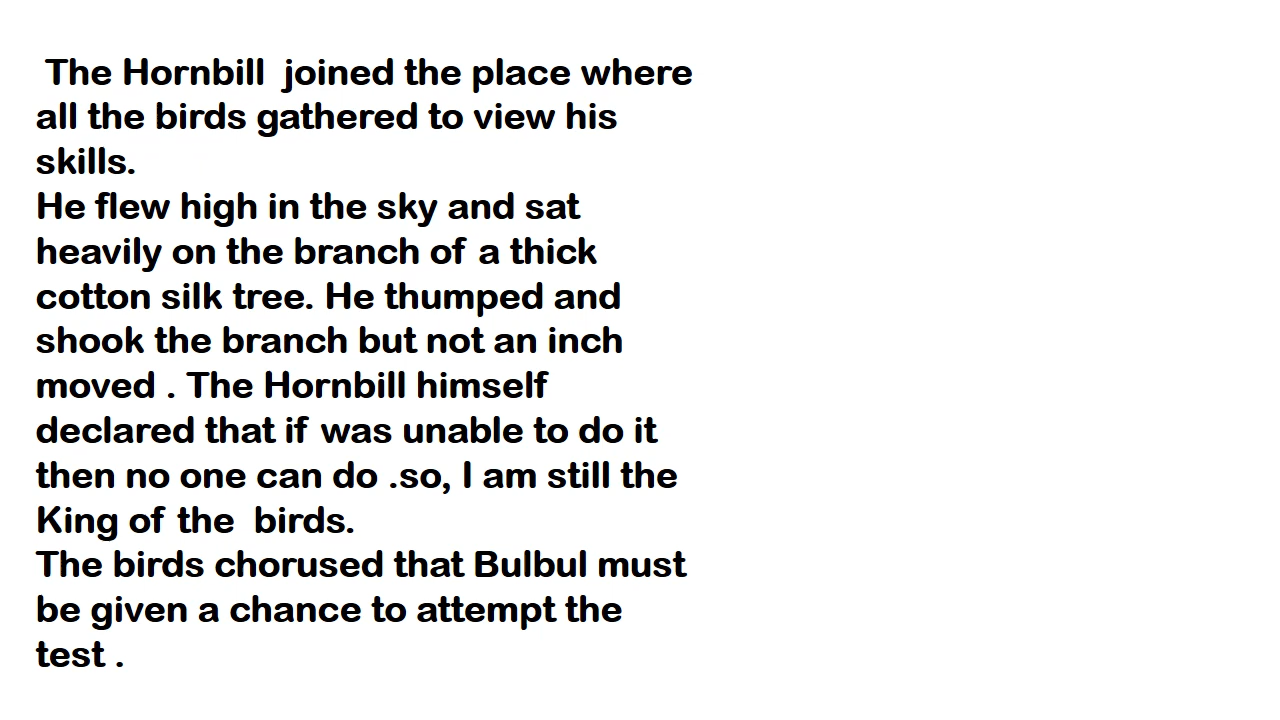 The Hornbill  joined the place where
all the birds gathered to view his
skills.
He flew high in the sky and sat
heavily on the branch of a thick
cotton silk tree. He thumped and
shook the branch but not an inch
moved . The Hornbill himself
declared that if was unable to do it
then no one can do .so, I am still the
King of the  birds.
The birds chorused that Bulbul must
be given a chance to attempt the
test .